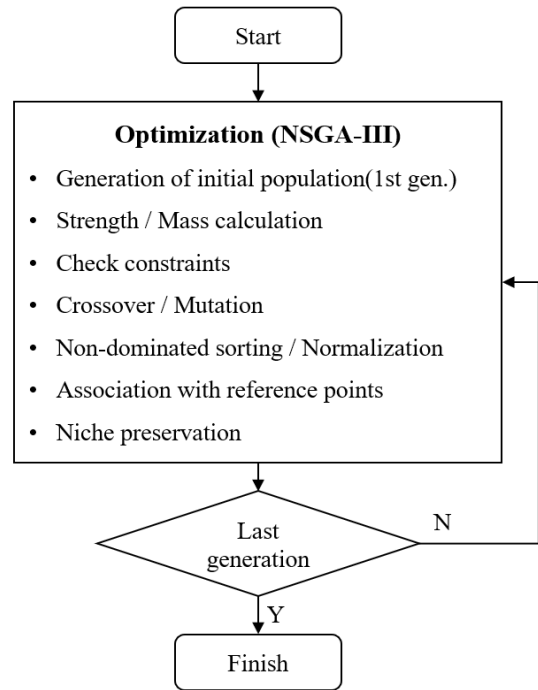 Start
Optimization (NSGA-III)
• Generation of initial population(1st gen.)
• Strength / Mass calculation
• Check constraints
• Crossover / Mutation
• Non-dominated sorting / Normalization
• Association with reference points
• Niche preservation
Last
generation
N
Y
Finish